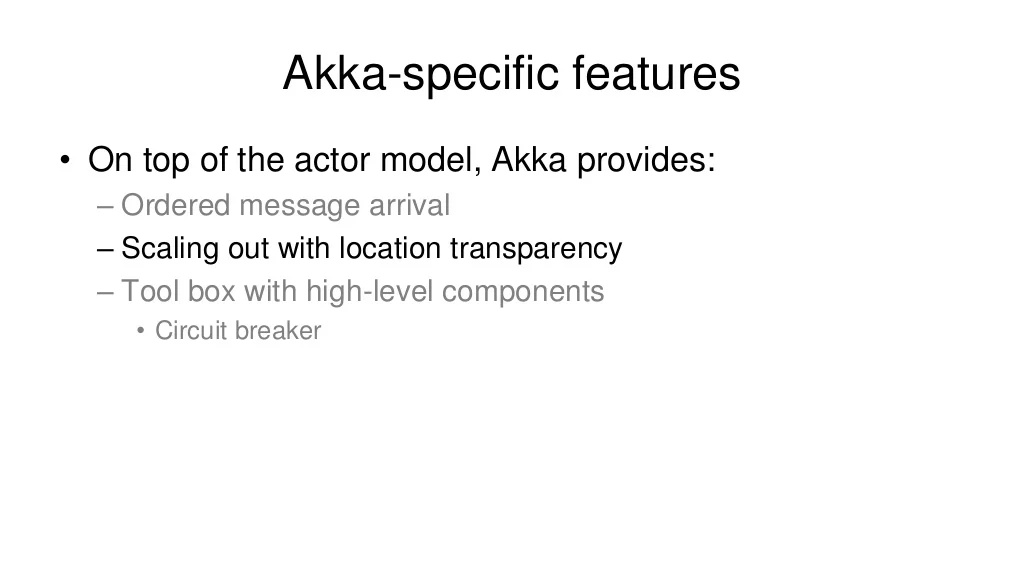 Akka-specific features
• On top of the actor model, Akka provides:
– Ordered message arrival
– Scaling out with location transparency
– Tool box with high-level components
• Circuit breaker